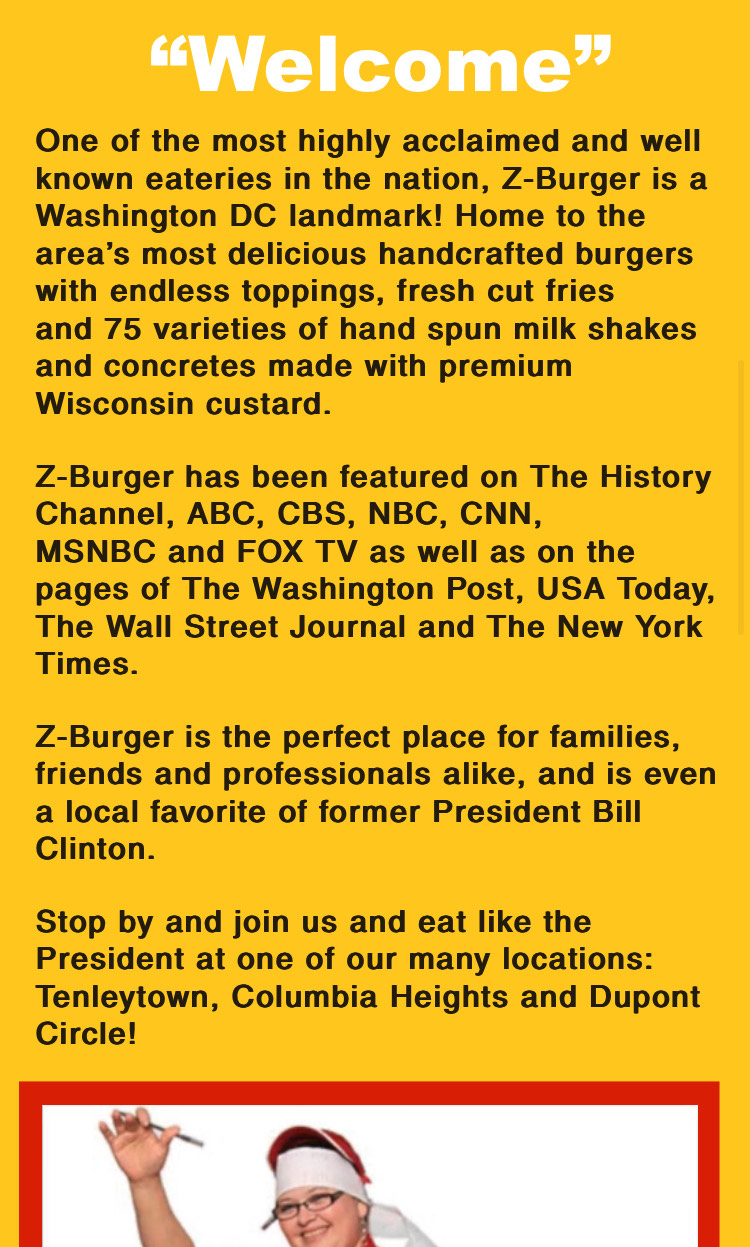 “Welcome”
One of the most highly acclaimed and well
known eateries in the nation, Z-Burger is a
Washington DC landmark! Home to the
area’s most delicious handcrafted burgers
with endless toppings, fresh cut fries
and 75 varieties of hand spun milk shakes
and concretes made with premium
Wisconsin custard.
Z-Burger has been featured on The History
Channel, ABC, CBS, NBC, CNN,
MSNBC and FOX TV as well as on the
pages of The Washington Post, USA Today,
The Wall Street Journal and The New York
Times.
Z-Burger is the perfect place for families,
friends and professionals alike, and is even
a local favorite of former President Bill
Clinton.
Stop by and join us and eat like the
President at one of our many locations:
Tenleytown, Columbia Heights and Dupont
Circle!